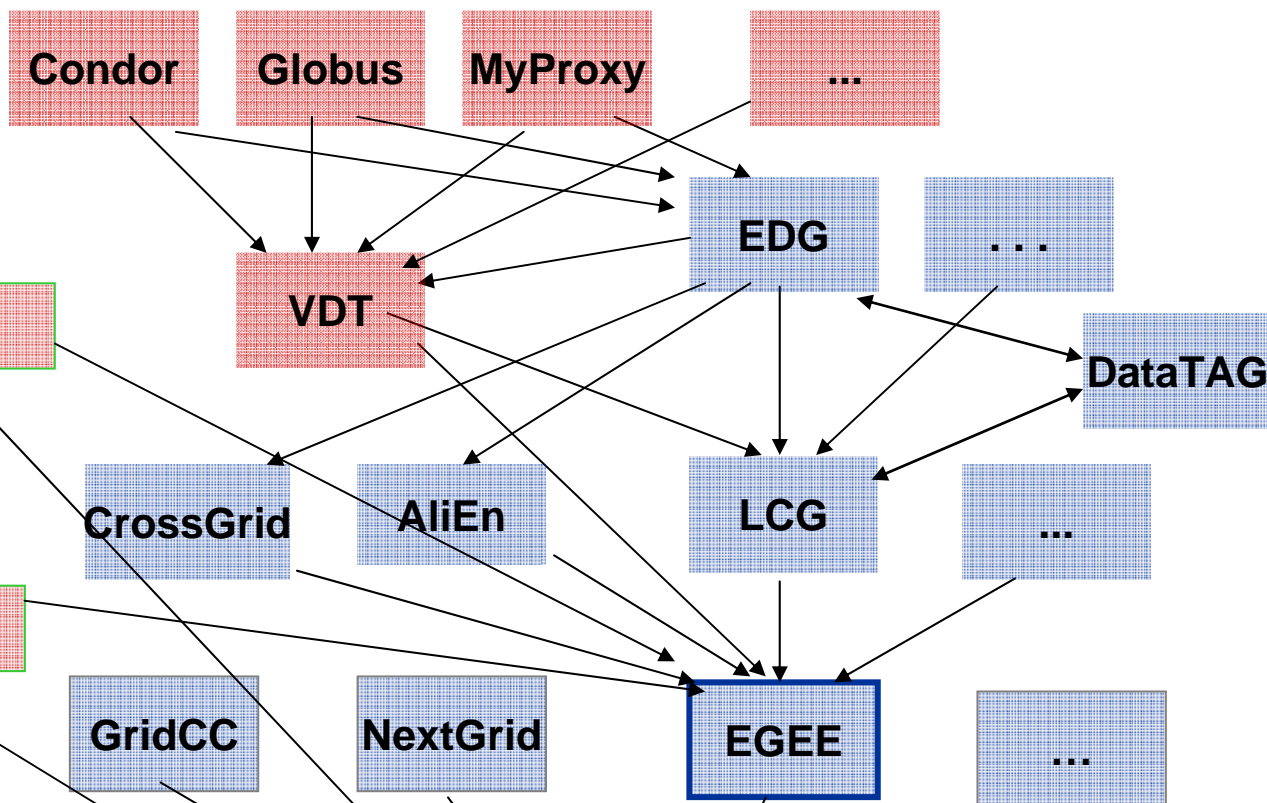 Condor
Globus
MyProxy
...
EDG
. . .
VDT
DataTAG
CrossGrid
AliEn
LCG
...
GridCC
NextGrid
EGEE
...